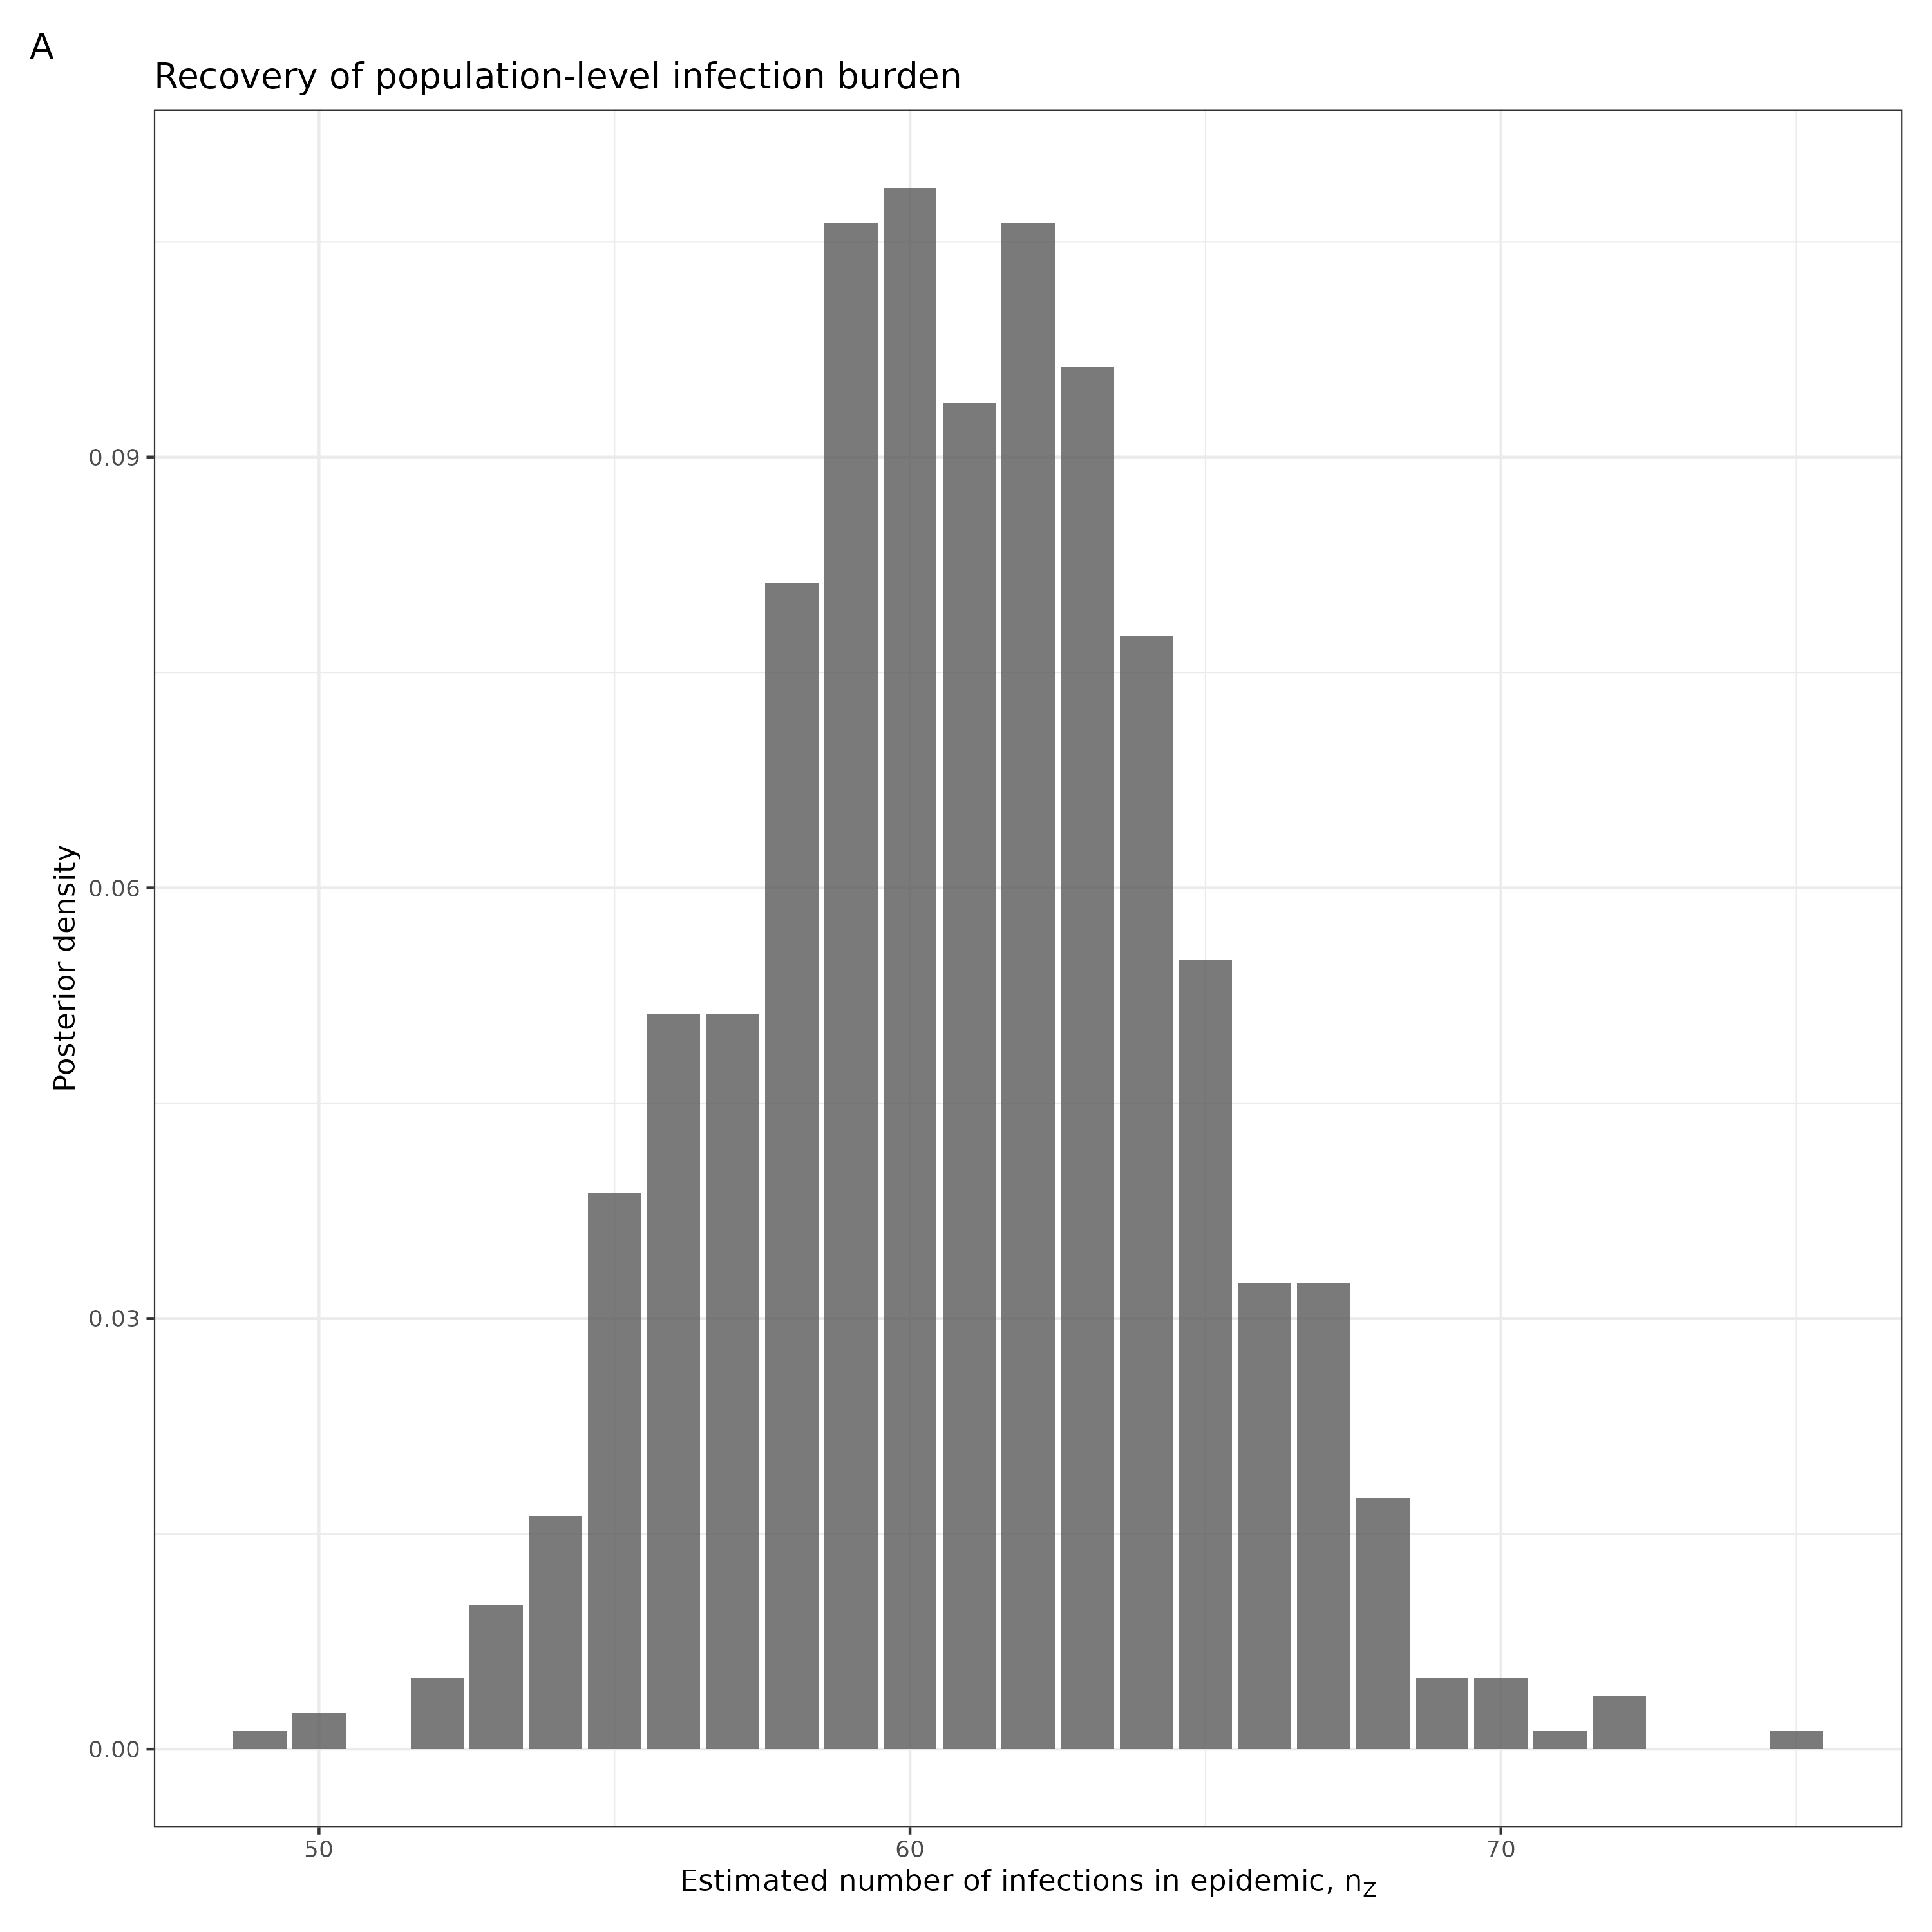 A
Recovery of population-level infection burden
Posterior density
0.09
0.06
0.03
0.00
50
60
70
Estimated number of infections in epidemic, nZ